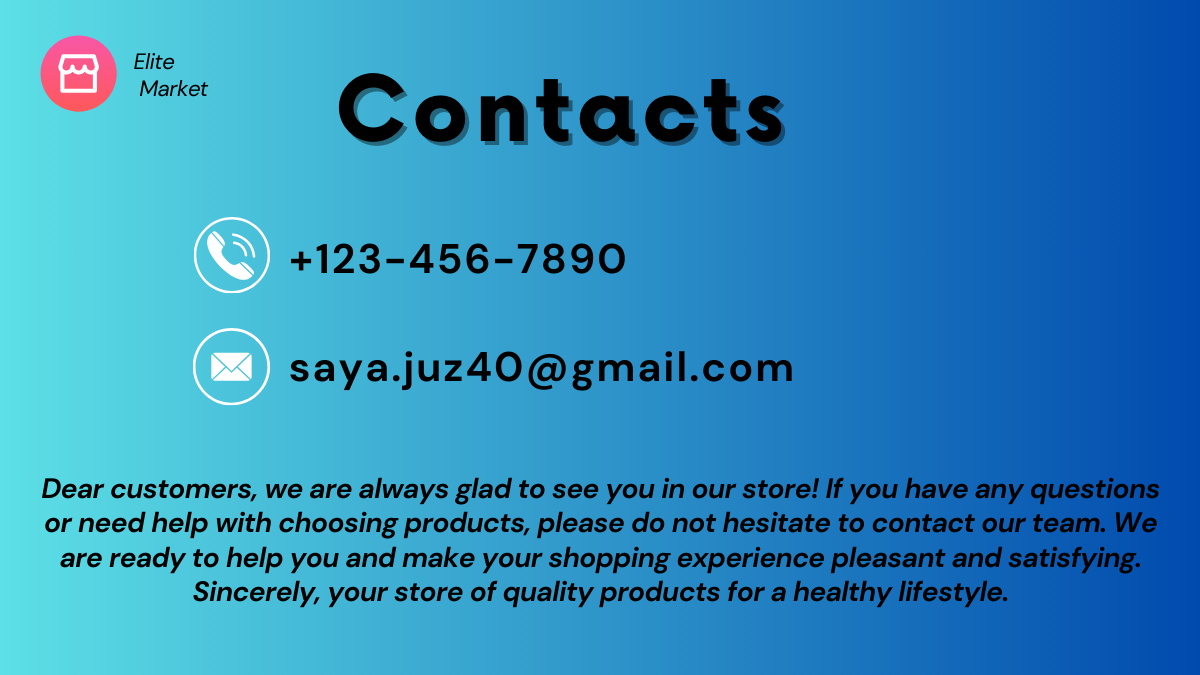 Elite
Market
Contacts
+123-456-7890
saya.juz40@gmail.com
Dear customers, we are always glad to see you in our store! If you have any questions
or need help with choosing products, please do not hesitate to contact our team. We
are ready to help you and make your shopping experience pleasant and satisfying.
Sincerely, your store of quality products for a healthy lifestyle.